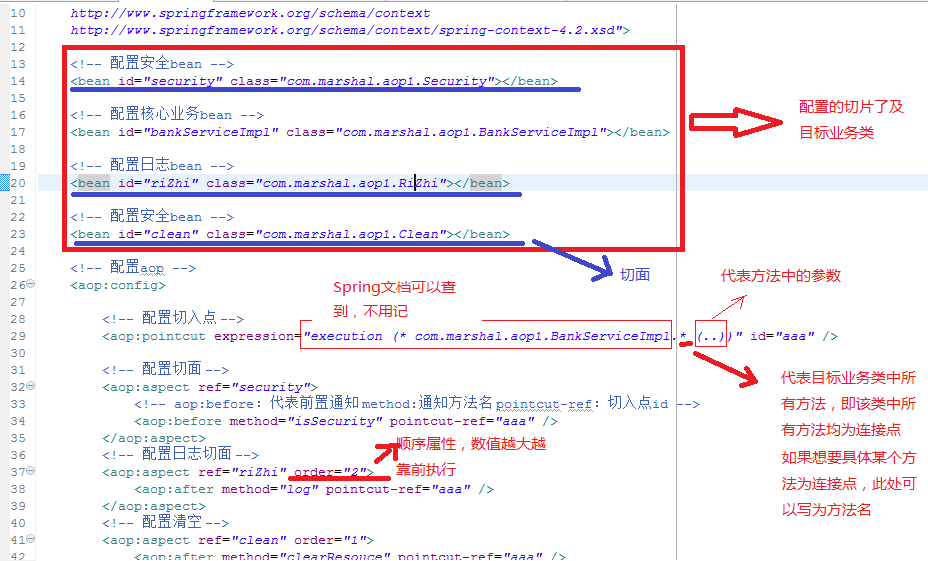 10 http://www.springframework.org/schema/context
11 http://www.springframework.org/schema/context/spring-context-4.2.xsd">
12
13 <!-- 配置安全bean -->
14 <bean id="security" class="com.marshal.aop1.Security"></bean>
15
16 <!-- 配置核心业务bean -->
17 <bean id="bankServiceImpl" class="com.marshal.aop1.BankServiceImpl"></bean>
18
19 <!-- 配置日志bean -->
20 <bean id="riZhi" class="com.marshal.aop1.RiZhi"></bean>
21
22 <!-- 配置安全bean -->
23 <bean id="clean" class="com.marshal.aop1.Clean"></bean>
24
25 <!-- 配置aop -->
26 <aop:config>
27
28 <!-- 配置切入点 -->
29 <aop:pointcut expression="execution (* com.marshal.aop1.BankServiceImpl.* (..))" id="aaa" />
30
31 <!-- 配置切面 -->
32 <aop:aspect ref="security">
33 <!-- aop:before：代表前置通知 method:通知方法名 pointcut-ref：切入点id -->
34 <aop:before method="isSecurity" pointcut-ref="aaa" />
35 </aop:aspect>
36 <!-- 配置日志切面 -->
37 <aop:aspect ref="riZhi" order="2">
38 <aop:after method="log" pointcut-ref="aaa" />
39 </aop:aspect>
40 <!-- 配置清空 -->
41 <aop:aspect ref="clean" order="1">
42 <aop:after method="clearResouce" pointcut-ref="aaa" />
配置的切片了及
目标业务类
切面
代表方法中的参数
Spring文档可以查
到，不用记
代表目标业务类中所
有方法，即该类中所
有方法均为连接点
如果想要具体某个方
法为连接点，此处可
以写为方法名
顺序属性，数值越大越
靠前执行